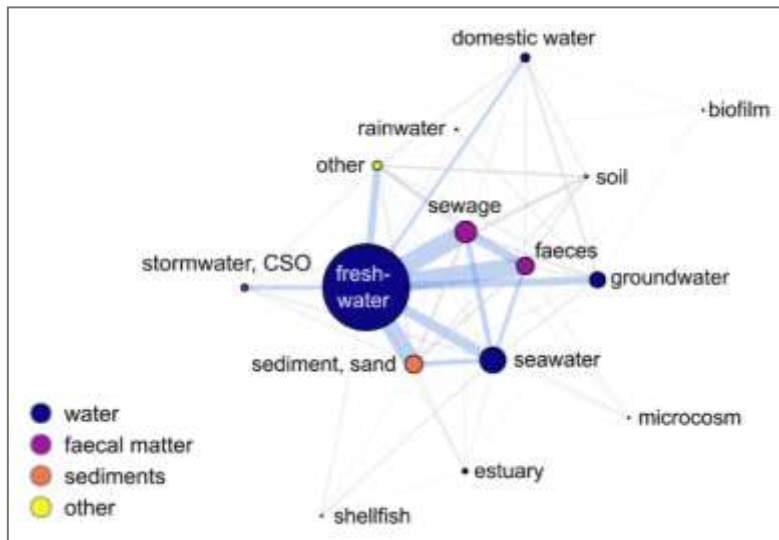 domestic water
biofilm
rainwater
other
soil
sewage
faeces
stormwater, CSO
fresh-
water
groundwater
sediment, sand
seawater
water
microcosm
faecal matter
sediments
estuary
other
shellfish